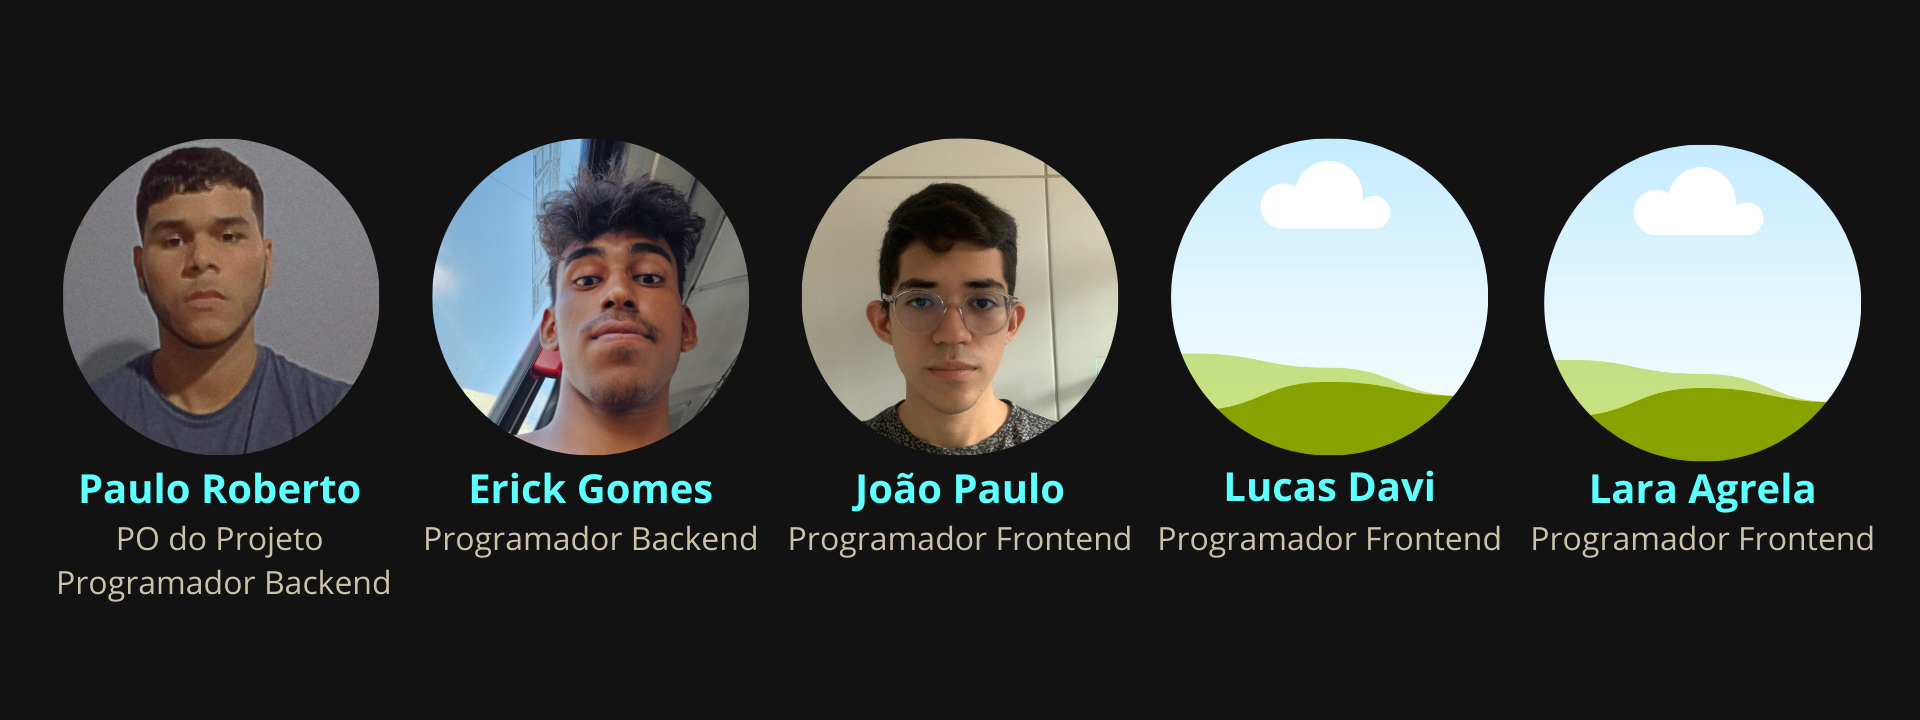 Paulo Roberto
PO do Projeto
Programador Backend
Erick Gomes
Programador Backend
João Paulo
Programador Frontend
Lucas Davi
Programador Frontend
Lara Agrela
Programador Frontend